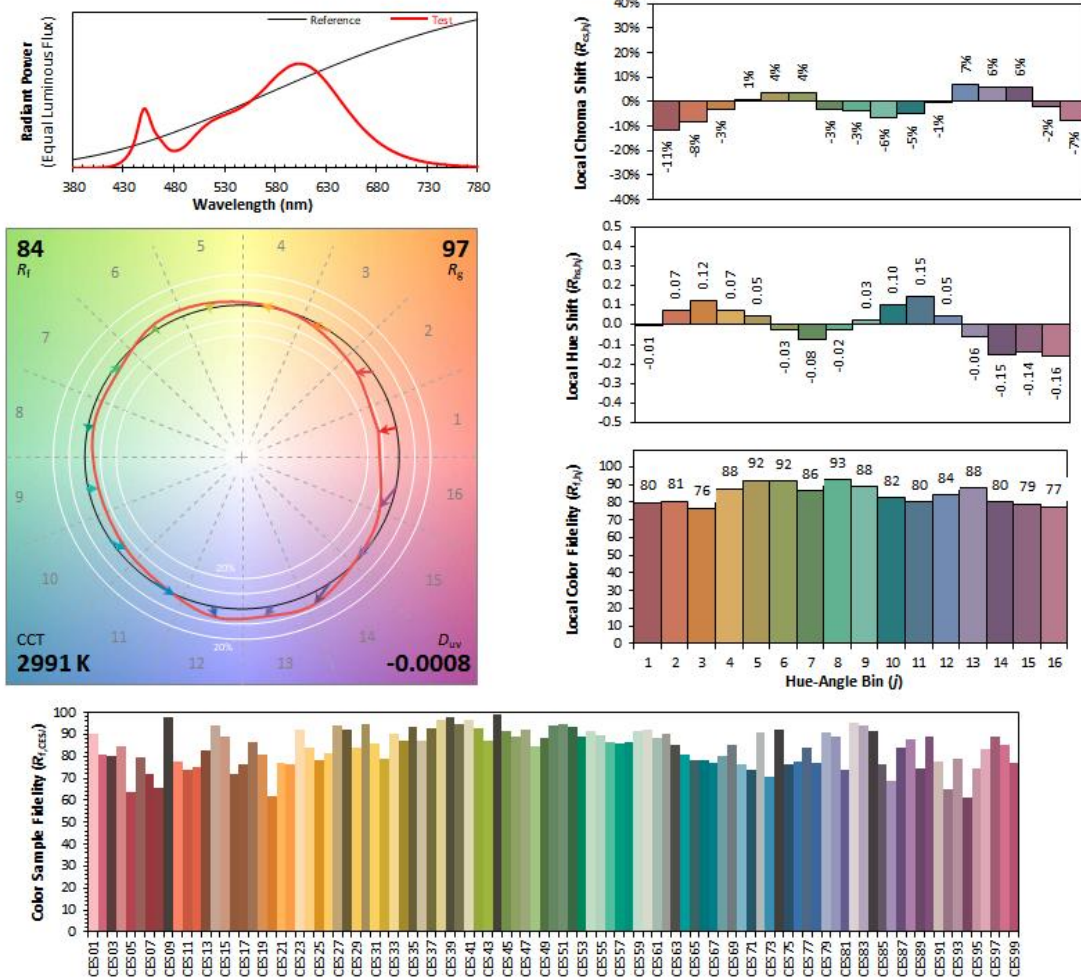 Reference
Test
Radiant Power
(Equal Luminous Flux)
380 430 480 530 580 630 680 730 780
Wavelength (nm)
Local Chroma Shift (Rcs,hj)
40%
30%
20%
10%
0%
-10%
-20%
-30%
-40%
-11% -8% -3% 1% 4% 4% -3% -3% -6% -5% -1% 7% 6% 6% -2% -7%
84
Rf
97
Rg
1 2 3 4 5 6 7 8 9 10 11 12 13 14 15 16
20%
20%
CCT
2991 K
Duv
-0.0008
Local Hue Shift (Rhs,hj)
0.5
0.4
0.3
0.2
0.1
0.0
-0.1
-0.2
-0.3
-0.4
-0.5
-0.01 0.07 0.12 0.07 0.05 -0.03 -0.08 -0.02 0.03 0.10 0.15 0.05 -0.06 -0.15 -0.14 -0.16
Local Color Fidelity (Rf,hj)
100
90
80
70
60
50
40
30
20
10
0
80 81 76 88 92 92 86 93 88 82 80 84 88 80 79 77
1 2 3 4 5 6 7 8 9 10 11 12 13 14 15 16
Hue-Angle Bin (j)
Color Sample Fidelity (Rf,CESi)
100
90
80
70
60
50
40
30
20
10
0
CES01 CES03 CES05 CES07 CES09 CES11 CES13 CES15 CES17 CES19 CES21 CES23 CES25 CES27 CES29 CES31 CES33 CES35 CES37 CES39 CES41 CES43 CES45 CES47 CES49 CES51 CES53 CES55 CES57 CES59 CES61 CES63 CES65 CES67 CES69 CES71 CES73 CES75 CES77 CES79 CES81 CES83 CES85 CES87 CES89 CES91 CES93 CES95 CES97 CES99